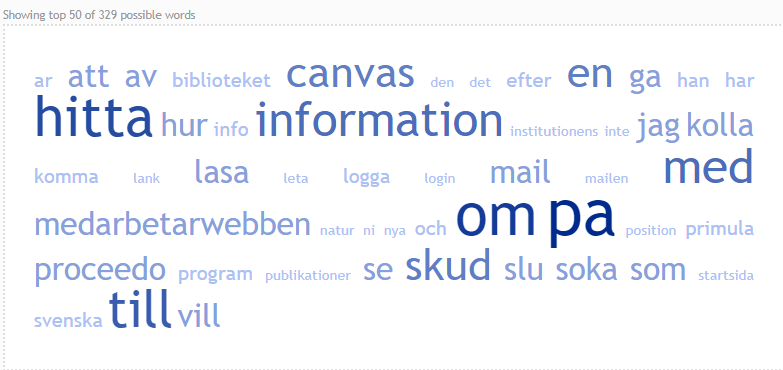 Showing top 50 of 329 possible words
ar att av biblioteket canvas den det efter en ga han har
hitta hur info information institutionens inte jag kolla
komma lank lasa leta logga login mail mailen med
medarbetarwebben natur ni nya och om pa position primula
proceedo program publikationer se skud slu soka som startsida
svenska till vill